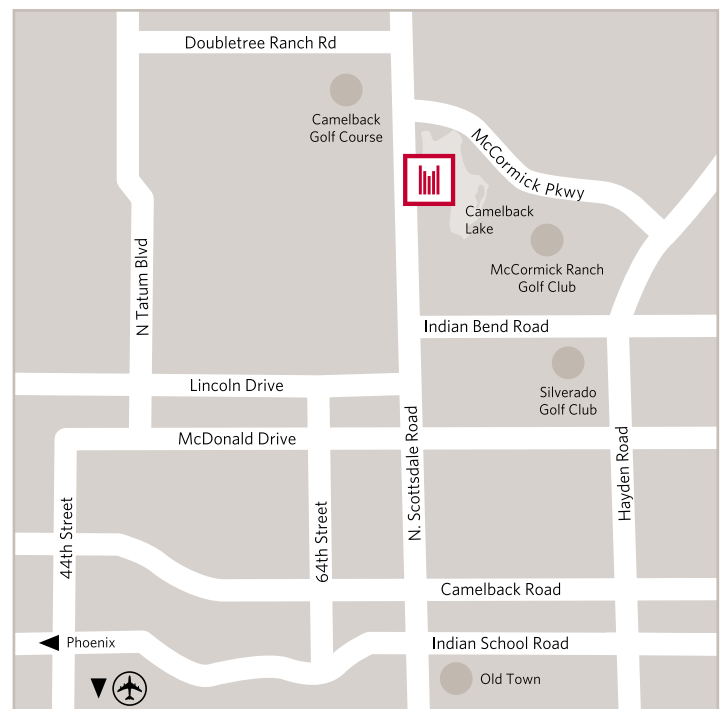 Doubletree Ranch Rd
Camelback
Golf Course
McCormick Pkwy
Camelback
Lake
McCormick Ranch
Golf Club
N Tatum Blvd
Indian Bend Road
Lincoln Drive
Silverado
Golf Club
McDonald Drive
N. Scottsdale Road
Hayden Road
44th Street
64th Street
Camelback Road
Phoenix
Indian School Road
Old Town